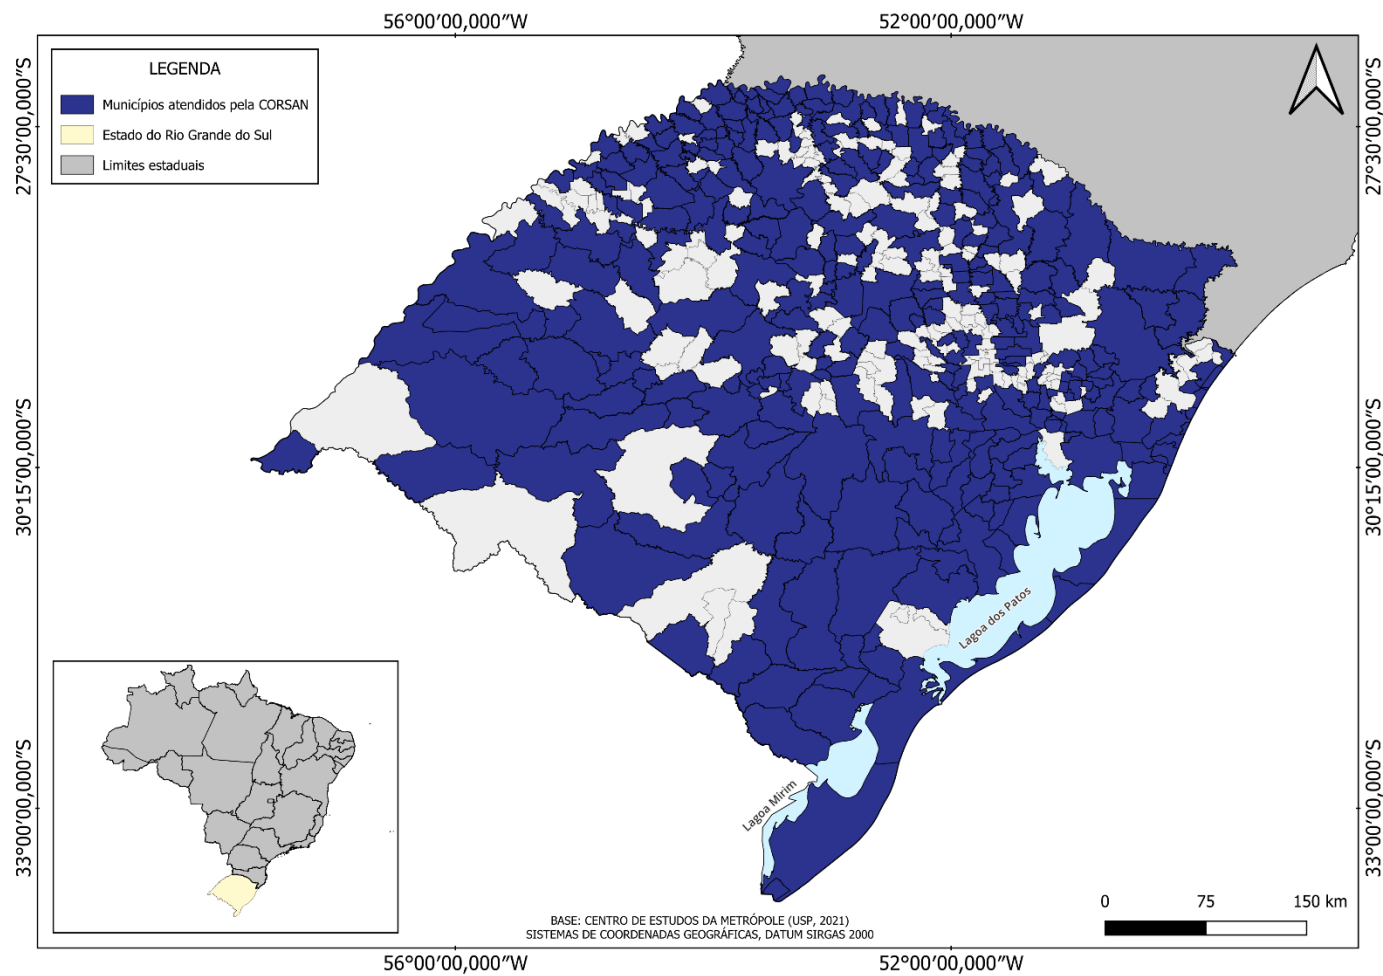 56°00′00,000″W
52°00′00,000″W
27°30′00,000″S
27°30′00,000″S
LEGENDA
Municípios atendidos pela CORSAN
Estado do Rio Grande do Sul
Limites estaduais
30°15′00,000″S
30°15′00,000″S
Lagoa dos Patos
Lagoa Mirim
33°00′00,000″S
33°00′00,000″S
0 75 150 km
BASE: CENTRO DE ESTUDOS DA METRÓPOLE (USP, 2021)
SISTEMAS DE COORDENADAS GEOGRÁFICAS, DATUM SIRGAS 2000
56°00′00,000″W
52°00′00,000″W